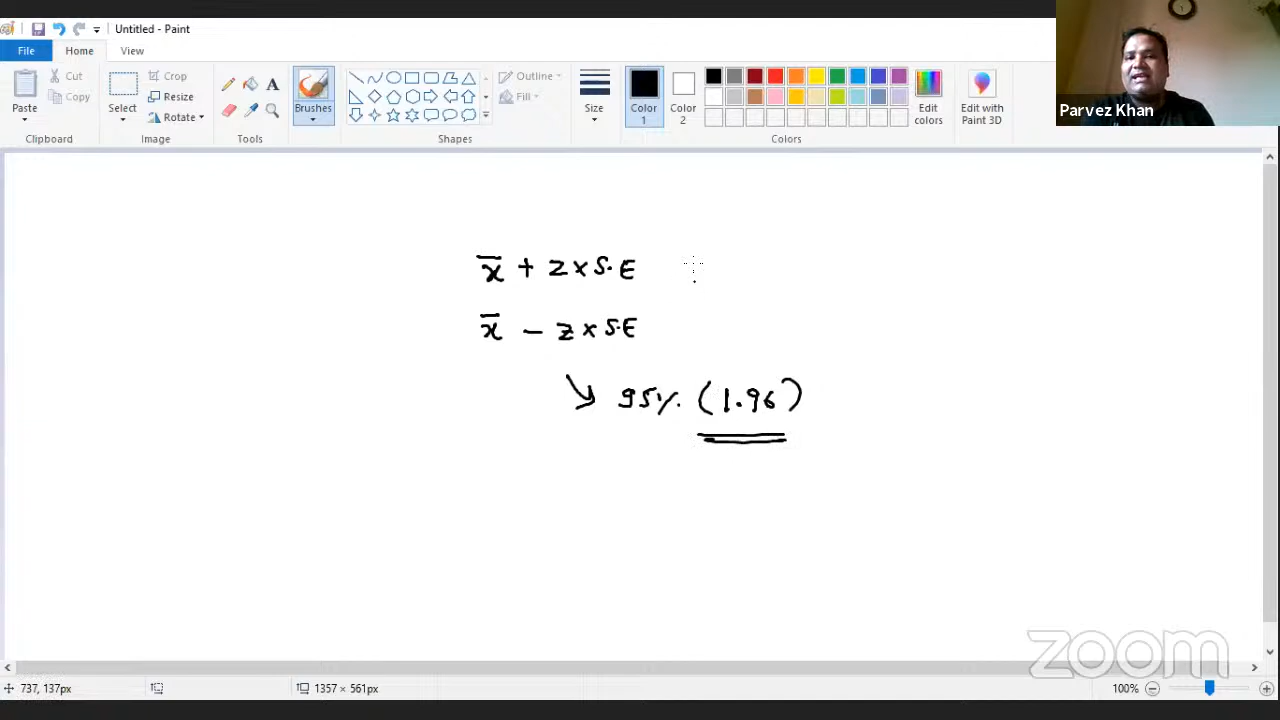 Untitled - Paint
File Home View
Paste Cut Copy Clipboard
Select Crop Resize Rotate Image
A Tools
Brushes
Outline Fill Shapes
Size
Color 1 Color 2 Edit colors Colors
Edit with Paint 3D
Parvez Khan
x̄ + z × S.E
x̄ - z × S.E
↘ 95% (1.96)
zoom
737, 137px 1357 × 561px 100%